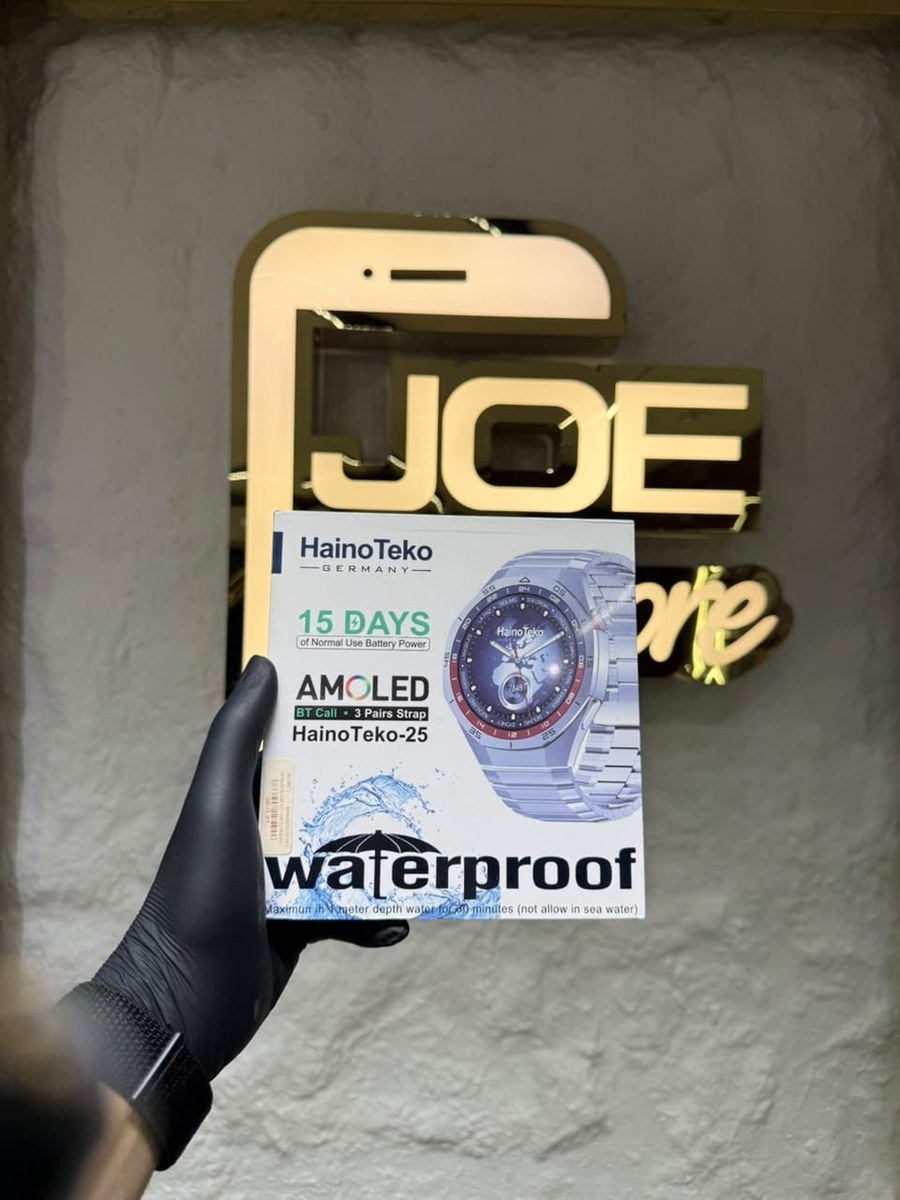 JOE
ore
HainoTeko
GERMANY
15 DAYS
of Normal Use Battery Power
AMOLED
BT Call • 3 Pairs Strap
HainoTeko-25
HainoTeko
waterproof
Maximun in 1 meter depth water for 30 minutes (not allow in sea water)